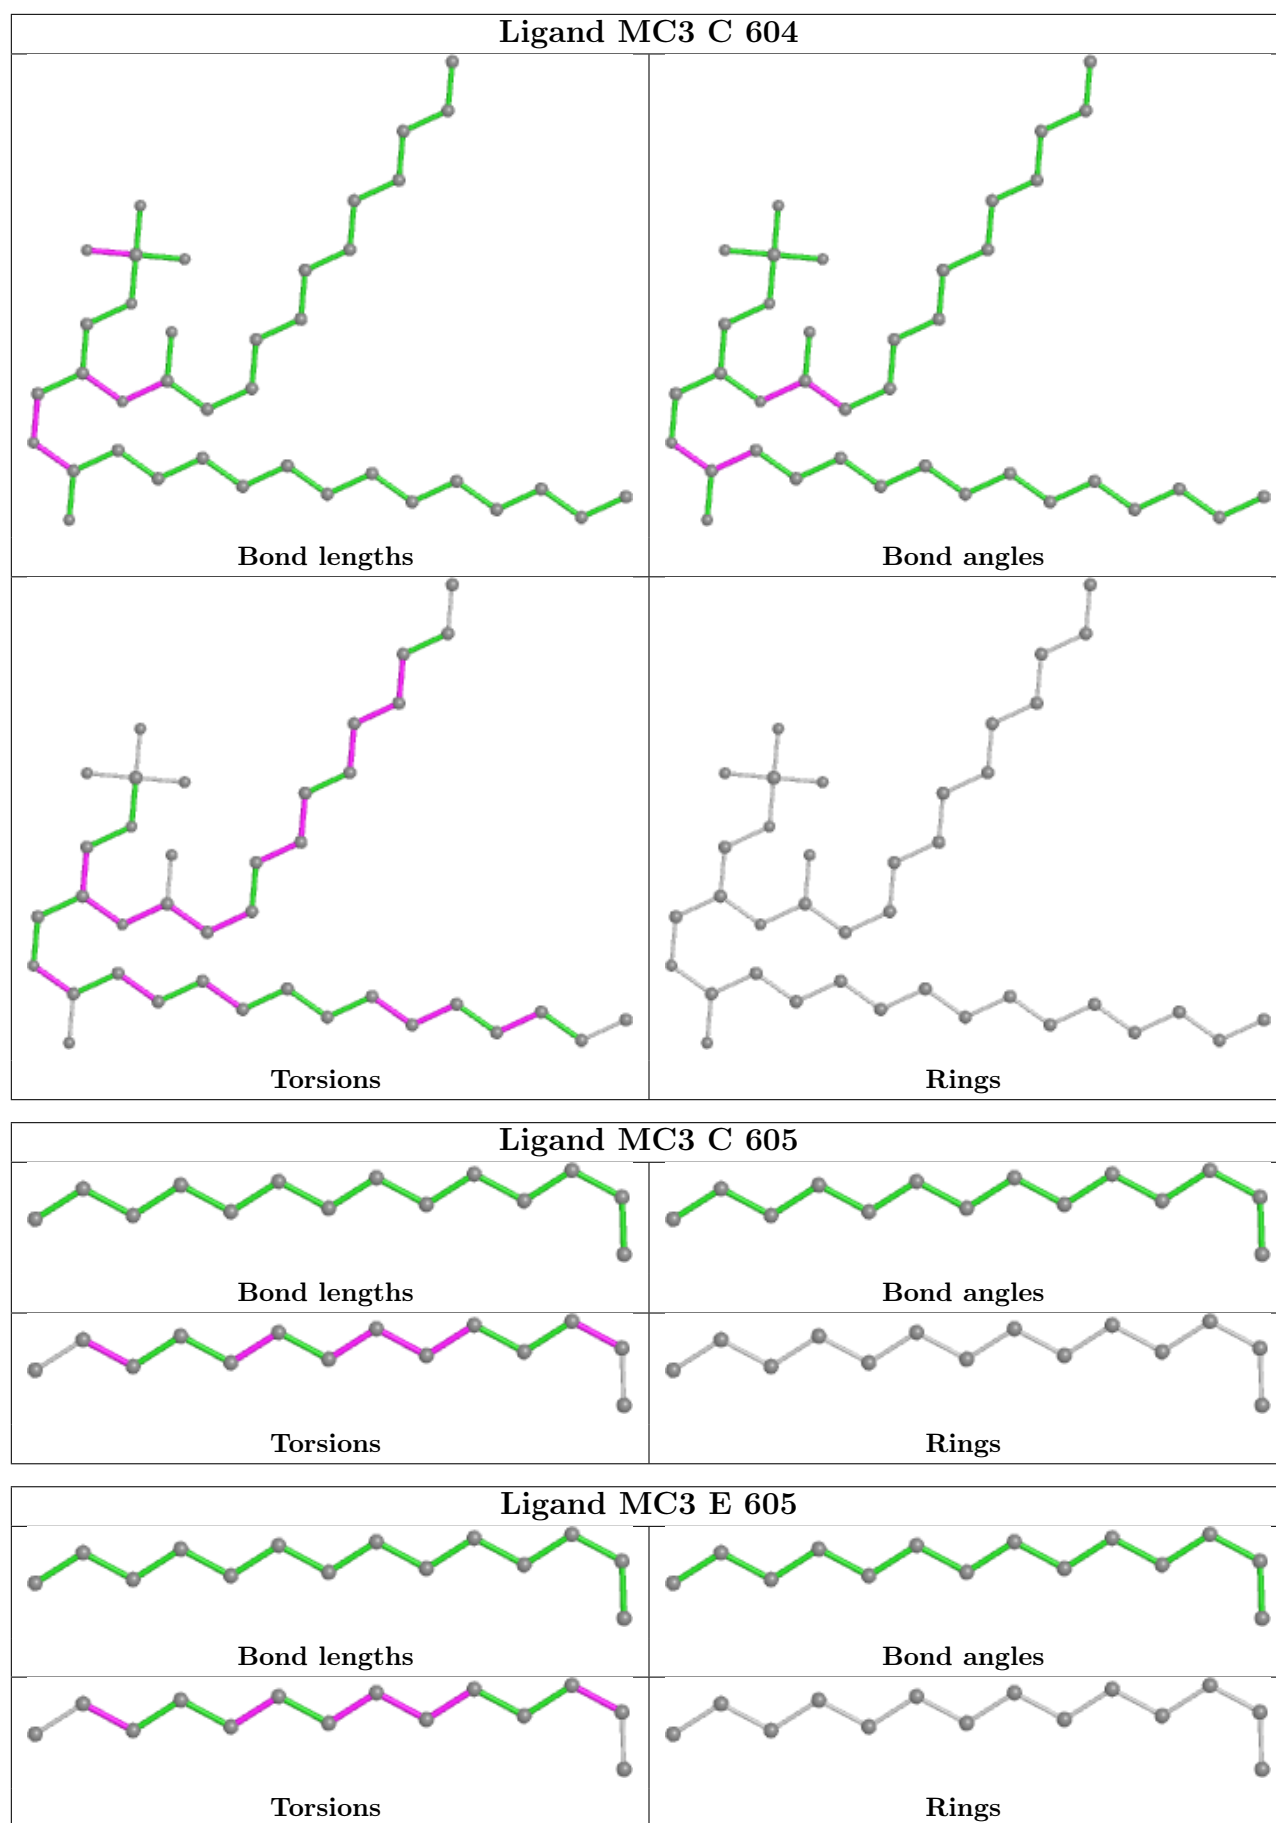 Ligand MC3 C 604
Bond lengths
Bond angles
Torsions
Rings
Ligand MC3 C 605
Bond lengths
Bond angles
Torsions
Rings
Ligand MC3 E 605
Bond lengths
Bond angles
Torsions
Rings